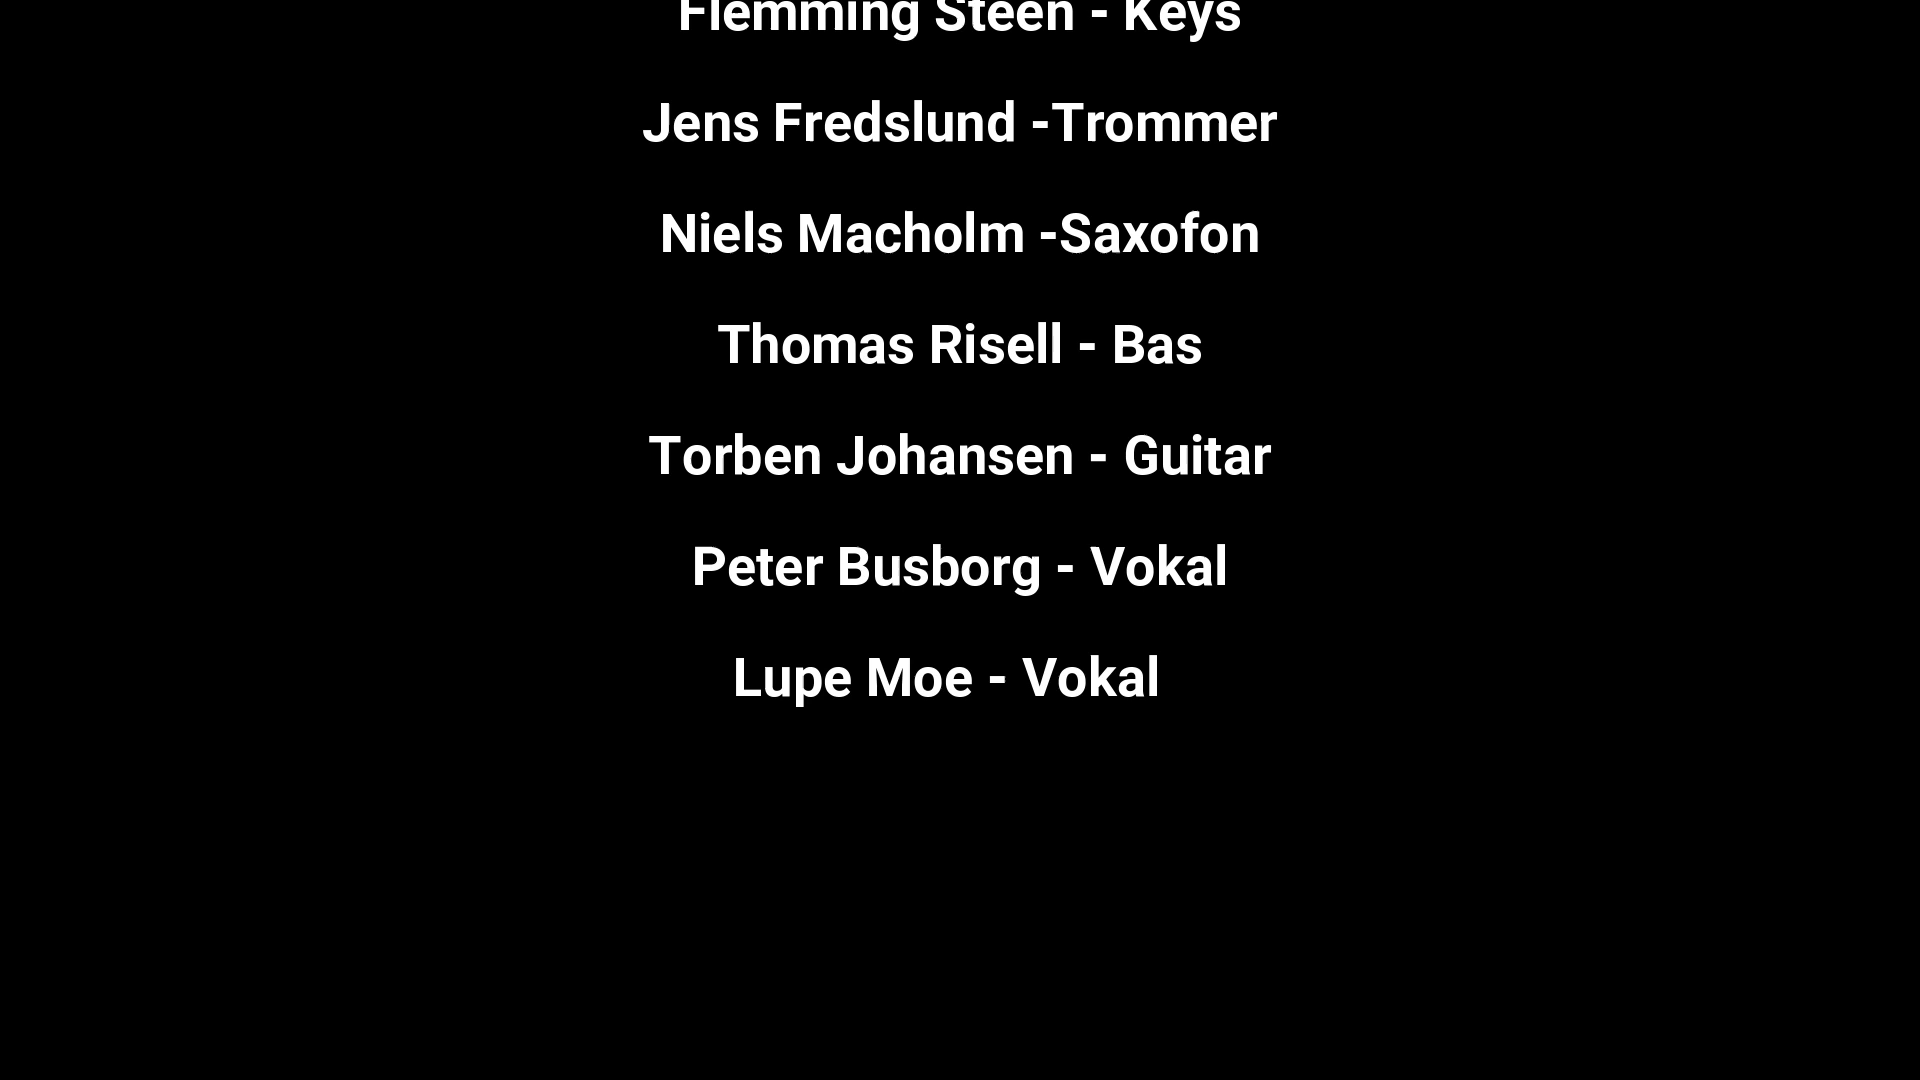 Flemming Steen - Keys
Jens Fredslund -Trommer
Niels Macholm -Saxofon
Thomas Risell - Bas
Torben Johansen - Guitar
Peter Busborg - Vokal
Lupe Moe - Vokal